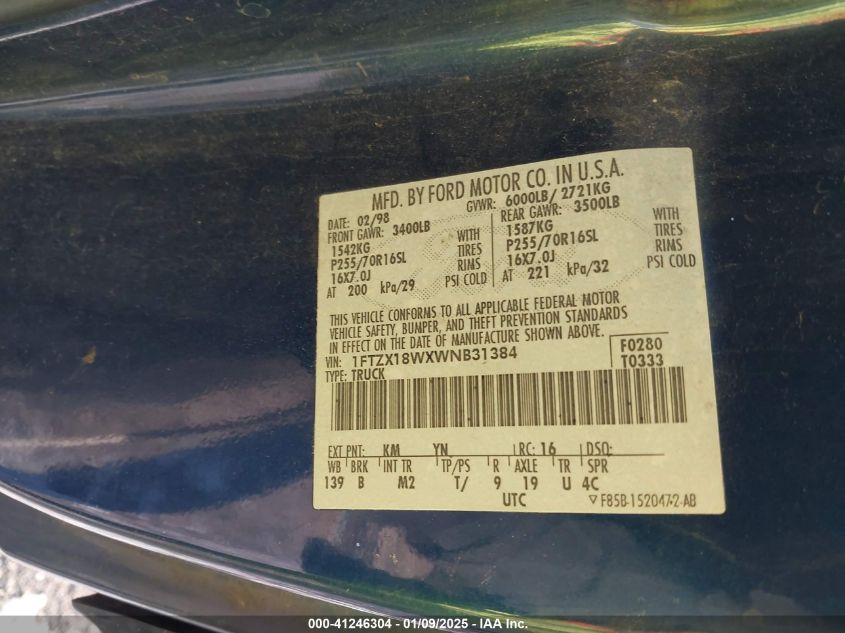 MFD. BY FORD MOTOR CO. IN U.S.A.
DATE: 02/98 GVWR: 6000LB/ 2721KG
FRONT GAWR: 3400LB REAR GAWR: 3500LB
1542KG WITH 1587KG WITH
P255/70R16SL TIRES P255/70R16SL TIRES
16X7.0J RIMS 16X7.0J RIMS
AT 200 kPa/29 PSI COLD AT 221 kPa/32 PSI COLD
THIS VEHICLE CONFORMS TO ALL APPLICABLE FEDERAL MOTOR
VEHICLE SAFETY, BUMPER, AND THEFT PREVENTION STANDARDS
IN EFFECT ON THE DATE OF MANUFACTURE SHOWN ABOVE.
VIN: 1FTZX18WXWNB31384 F0280
TYPE: TRUCK T0333
EXT PNT: KM YN RC: 16 DSO:
WB BRK INT TR TP/PS R AXLE TR SPR
139 B M2 T/ 9 19 U 4C
UTC F85B-1520472-AB
000-41246304 - 01/09/2025 - IAA Inc.